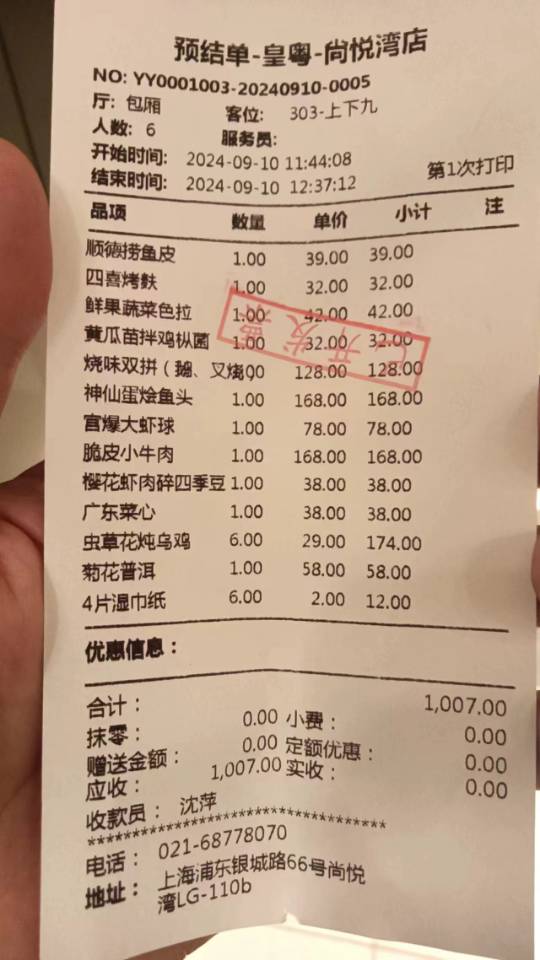 预结单-皇粤-尚悦湾店
NO: YY0001003-20240910-0005
厅: 包厢 客位: 303-上下九
人数: 6 服务员:
开始时间: 2024-09-10 11:44:08
结束时间: 2024-09-10 12:37:12 第1次打印
品项 数量 单价 小计 注
顺德捞鱼皮 1.00 39.00 39.00
四喜烤麸 1.00 32.00 32.00
鲜果蔬菜色拉 1.00 42.00 42.00
黄瓜苗拌鸡枞菌 1.00 32.00 32.00
烧味双拼（鹅、叉烧） 128.00 128.00
神仙蛋烩鱼头 1.00 168.00 168.00
宫爆大虾球 1.00 78.00 78.00
脆皮小牛肉 1.00 168.00 168.00
樱花虾肉碎四季豆 1.00 38.00 38.00
广东菜心 1.00 38.00 38.00
虫草花炖乌鸡 6.00 29.00 174.00
菊花普洱 1.00 58.00 58.00
4片湿巾纸 6.00 2.00 12.00
已开发票
优惠信息：
合计： 1,007.00
抹零： 0.00 小费： 0.00
赠送金额： 0.00 定额优惠： 0.00
应收： 1,007.00 实收： 0.00
收款员： 沈萍
************************************
电话： 021-68778070
地址： 上海浦东银城路66号尚悦
湾LG-110b